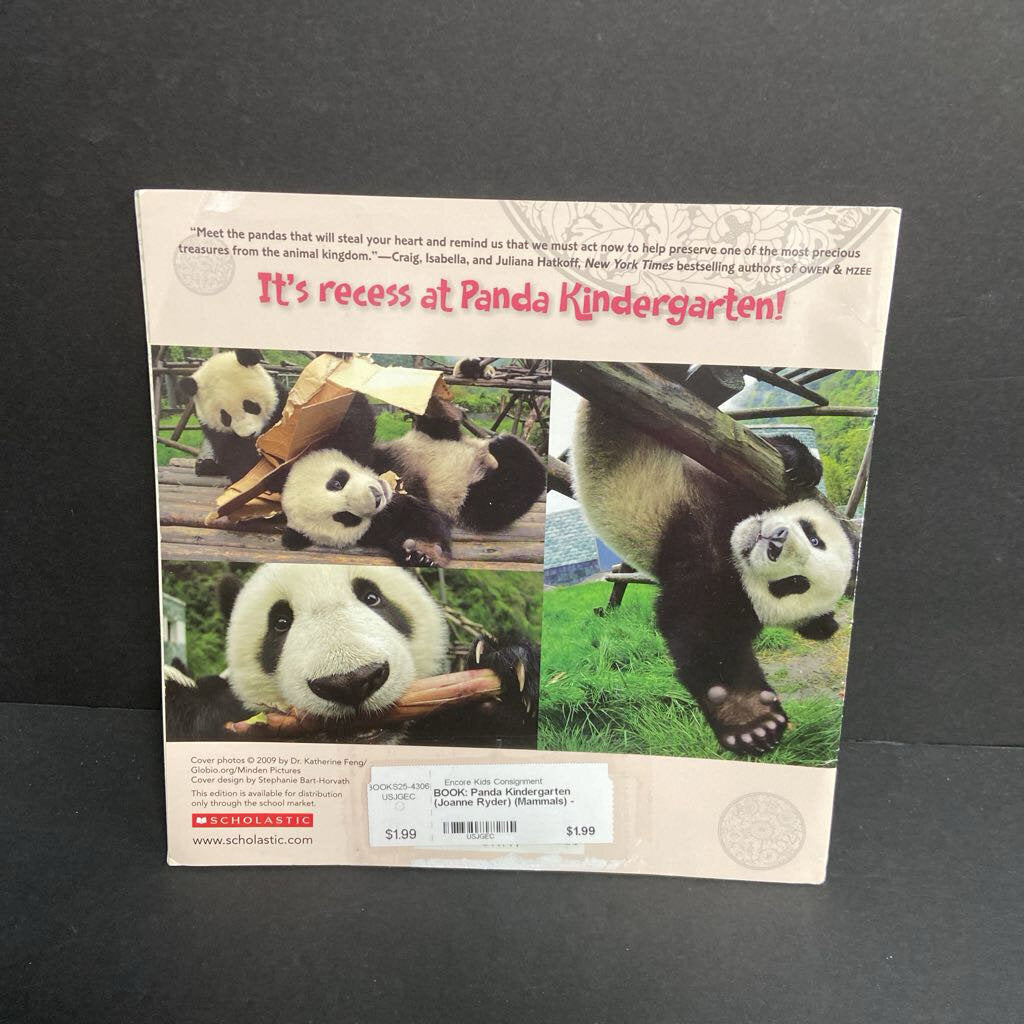 “Meet the pandas that will steal your heart and remind us that we must act now to help preserve one of the most precious
treasures from the animal kingdom.”—Craig, Isabella, and Juliana Hatkoff, New York Times bestselling authors of OWEN & MZEE
It's recess at Panda Kindergarten!
Cover photos © 2009 by Dr. Katherine Feng/
Globio.org/Minden Pictures
Cover design by Stephanie Bart-Horvath
This edition is available for distribution
only through the school market.
SCHOLASTIC
www.scholastic.com
BOOKS25-4306
USJGEC
$1.99
Encore Kids Consignment
BOOK: Panda Kindergarten
(Joanne Ryder) (Mammals) -
USJGEC
$1.99